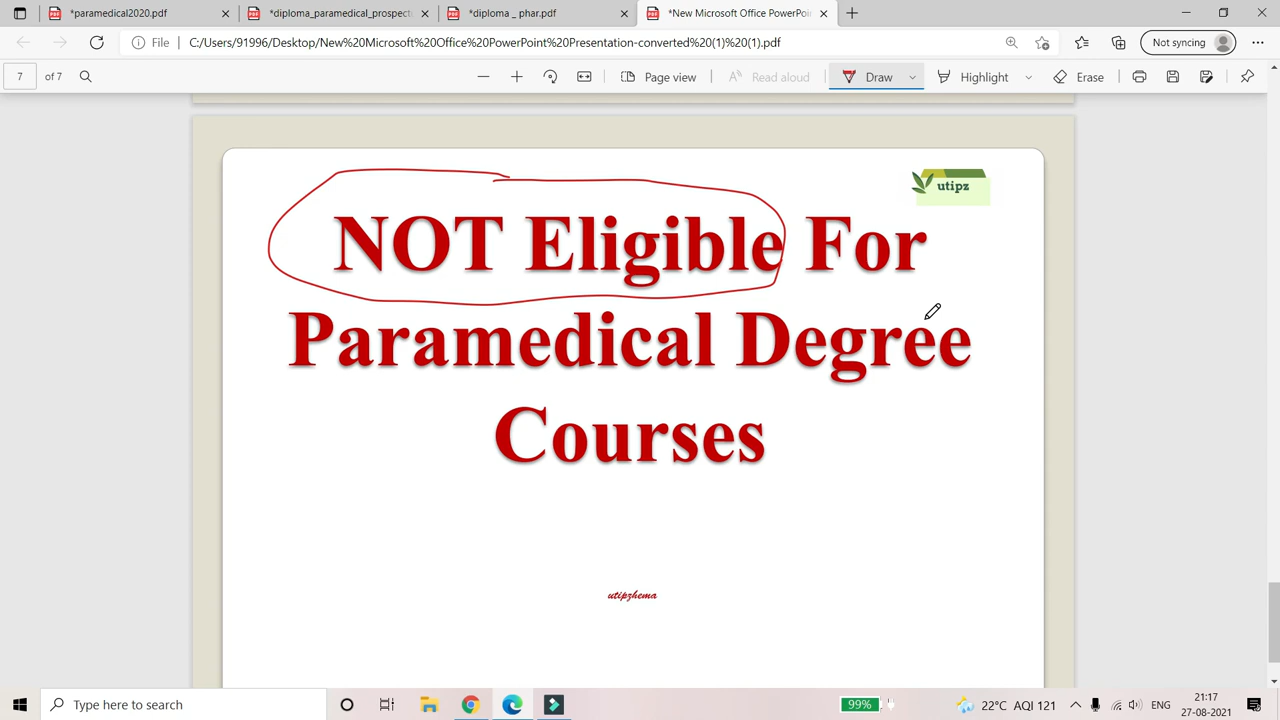 *paramedical2020.pdf
*diploma_paramedical_prospectu
*diploma _ phar.pdf
*New Microsoft Office PowerPoin
File
C:/Users/91996/Desktop/New%20Microsoft%20Office%20PowerPoint%20Presentation-converted%20(1)%20(1).pdf
Not syncing
7
of 7
Page view
Read aloud
Draw
Highlight
Erase
utipz
NOT Eligible For
Paramedical Degree
Courses
utipzhema
Type here to search
99%
22°C AQI 121
ENG
21:17
27-08-2021